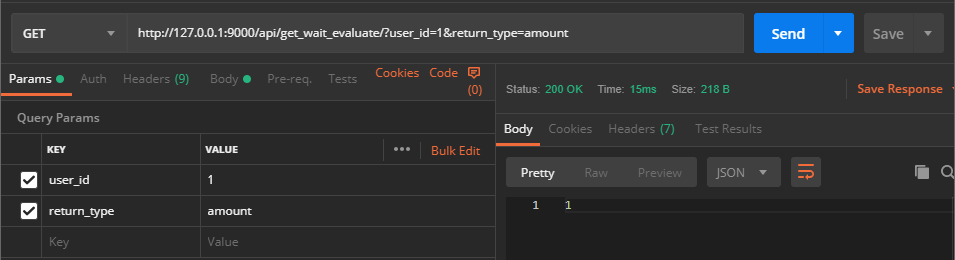 GET http://127.0.0.1:9000/api/get_wait_evaluate/?user_id=1&return_type=amount Send Save
Params Auth Headers (9) Body Pre-req. Tests Cookies Code (0)
Query Params
KEY VALUE ••• Bulk Edit
user_id 1
return_type amount
Key Value
Status: 200 OK Time: 15ms Size: 218 B Save Response
Body Cookies Headers (7) Test Results
Pretty Raw Preview JSON
1 1